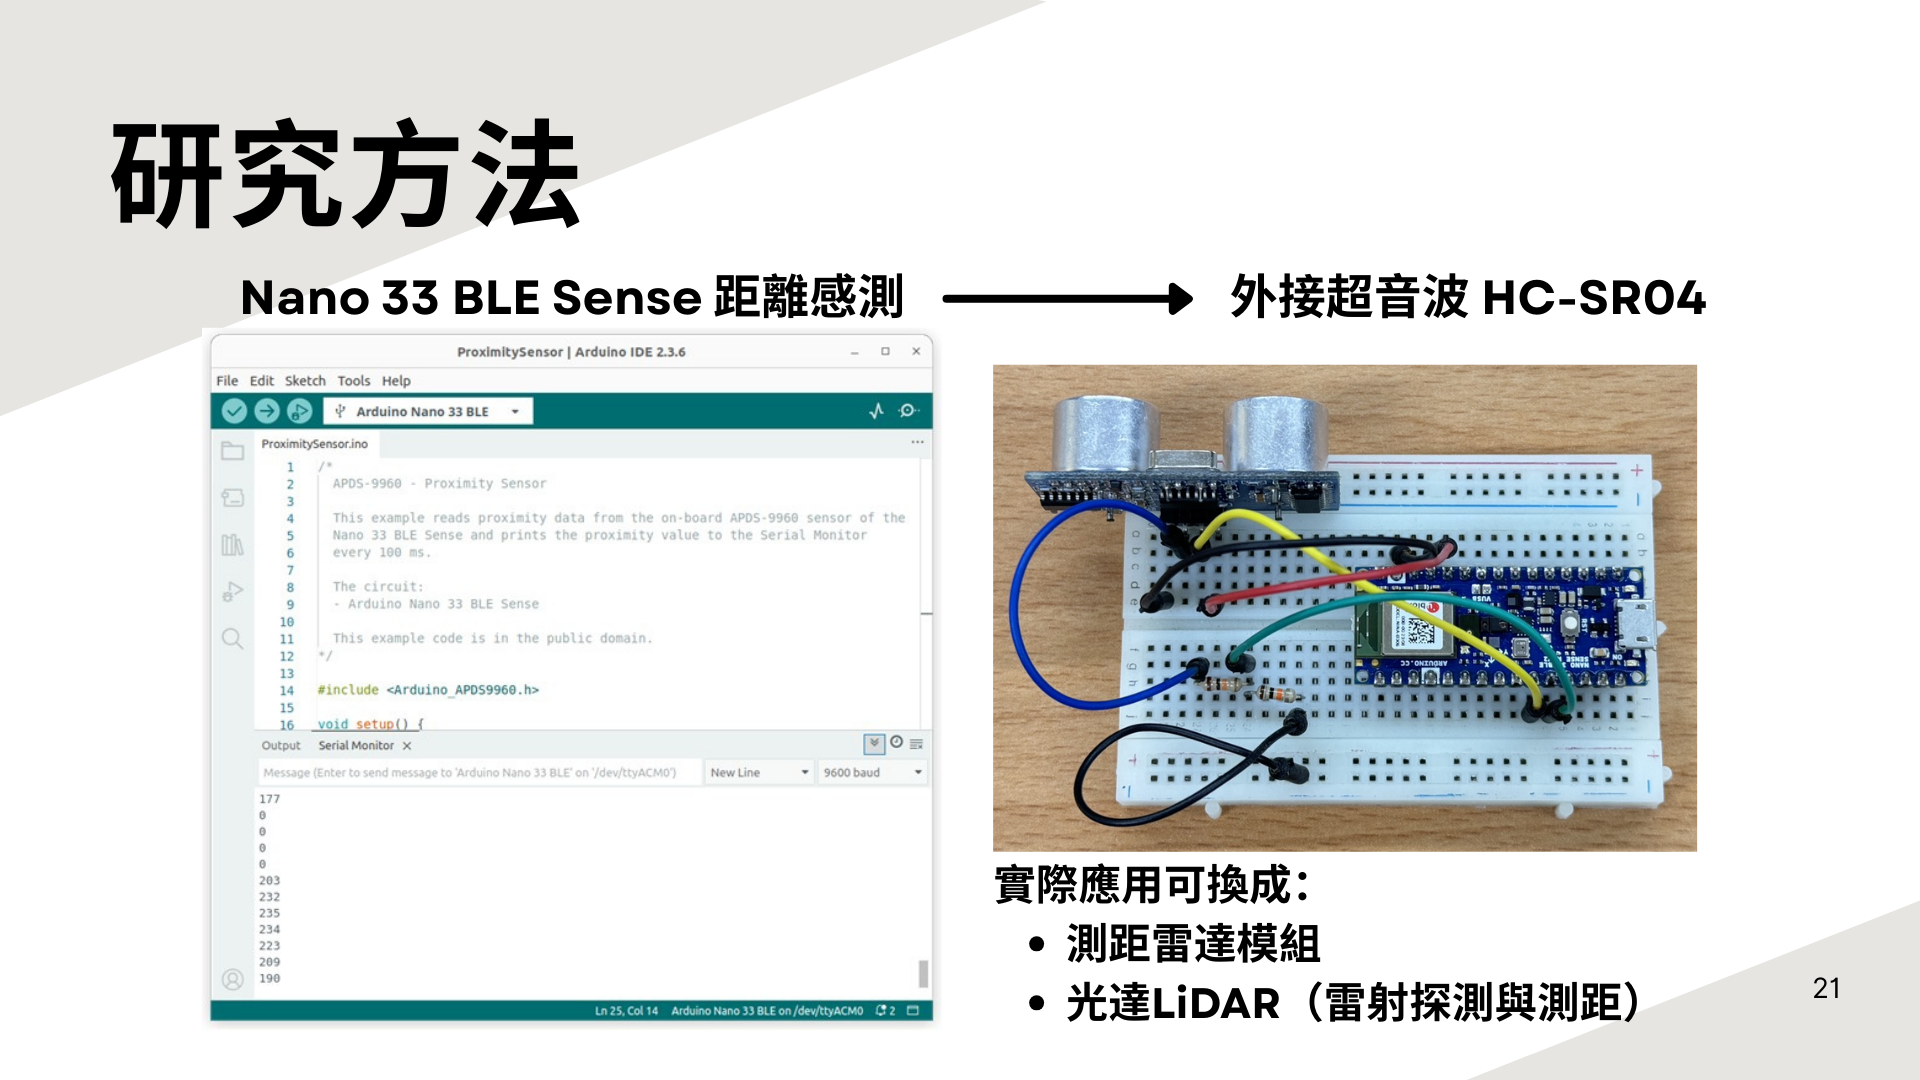 研究方法
Nano 33 BLE Sense 距離感測
外接超音波 HC-SR04
ProximitySensor | Arduino IDE 2.3.6
File Edit Sketch Tools Help
Arduino Nano 33 BLE
ProximitySensor.ino
1 /*
2 APDS-9960 - Proximity Sensor
3
4 This example reads proximity data from the on-board APDS-9960 sensor of the
5 Nano 33 BLE Sense and prints the proximity value to the Serial Monitor
6 every 100 ms.
7
8 The circuit:
9 - Arduino Nano 33 BLE Sense
10
11 This example code is in the public domain.
12 */
13
14 #include <Arduino_APDS9960.h>
15
16 void setup() {
Output Serial Monitor
Message (Enter to send message to 'Arduino Nano 33 BLE' on '/dev/ttyACM0')
New Line
9600 baud
177
0
0
0
0
203
232
235
234
223
209
190
Ln 25, Col 14 Arduino Nano 33 BLE on /dev/ttyACM0 2
ARDUINO.CC
實際應用可換成：
• 測距雷達模組
• 光達LiDAR（雷射探測與測距）
21